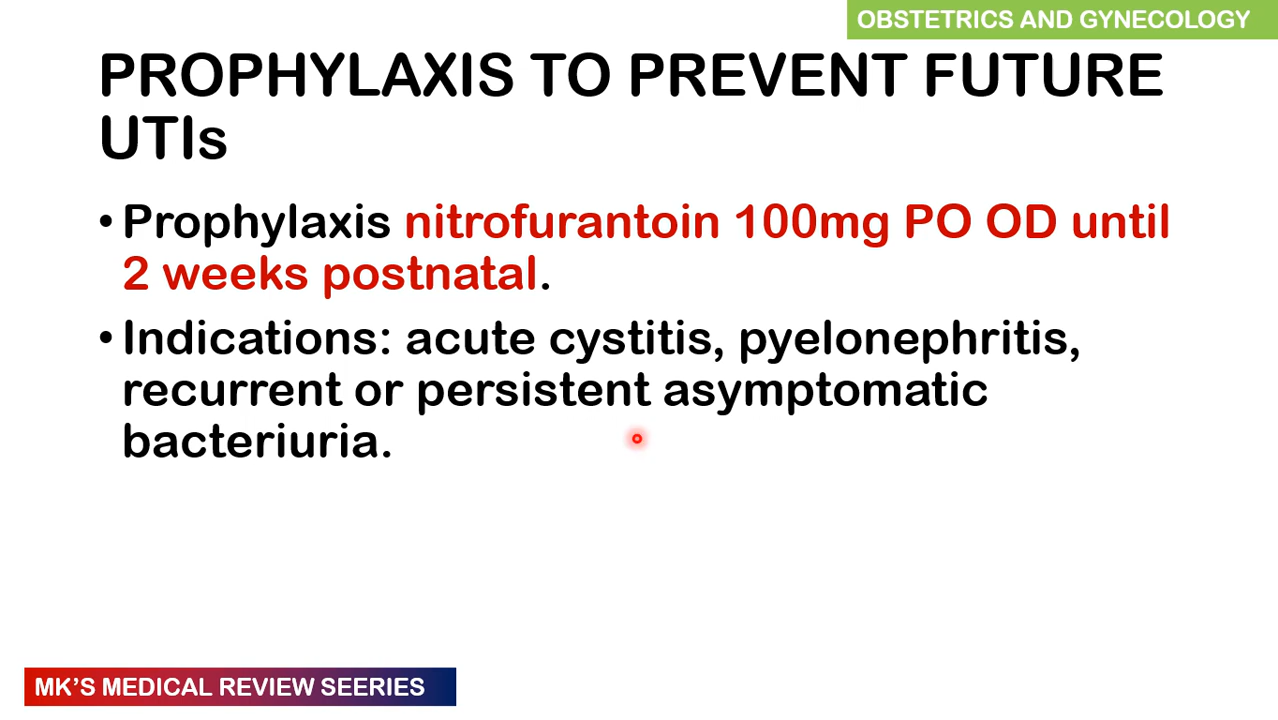 OBSTETRICS AND GYNECOLOGY
PROPHYLAXIS TO PREVENT FUTURE
UTIs
• Prophylaxis nitrofurantoin 100mg PO OD until
2 weeks postnatal.
• Indications: acute cystitis, pyelonephritis,
recurrent or persistent asymptomatic
bacteriuria.
MK'S MEDICAL REVIEW SEERIES